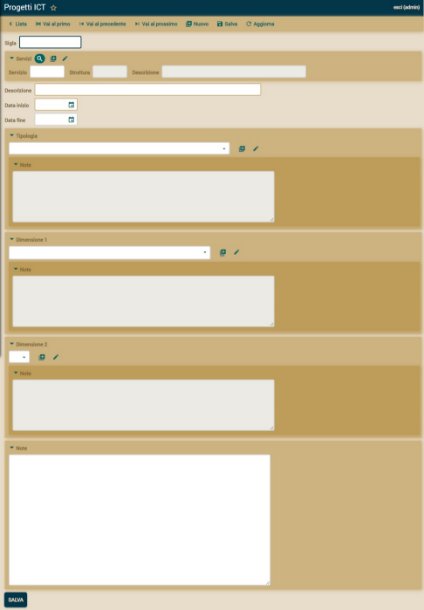 Progetti ICT
esci (admin)
Lista Vai al primo Vai al precedente Vai al prossimo Nuovo Salva Aggiorna
Sigla
Servizi
Servizio Struttura Descrizione
Descrizione
Data inizio
Data fine
Tipologia
Note
Dimensione 1
Note
Dimensione 2
Note
Note
SALVA